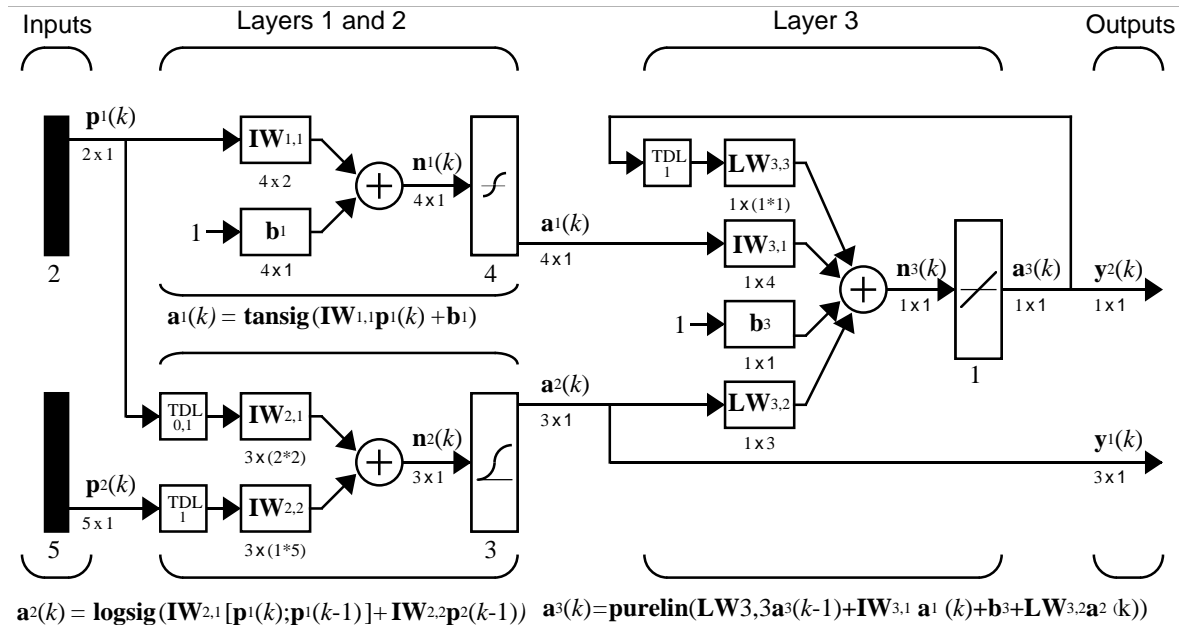 Inputs
Layers 1 and 2
Layer 3
Outputs
p1(k)
2 x 1
2
IW1,1
4 x 2
1
b1
4 x 1
n1(k)
4 x 1
4
a1(k) = tansig (IW1,1p1(k) +b1)
a1(k)
4 x 1
TDL
1
LW3,3
1 x (1*1)
IW3,1
1 x 4
1
b3
1 x 1
LW3,2
1 x 3
n3(k)
1 x 1
1
a3(k)
1 x 1
y2(k)
1 x 1
TDL
0,1
IW2,1
3 x (2*2)
p2(k)
5 x 1
5
TDL
1
IW2,2
3 x (1*5)
n2(k)
3 x 1
3
a2(k)
3 x 1
y1(k)
3 x 1
a2(k) = logsig (IW2,1 [p1(k);p1(k-1)]+ IW2,2p2(k-1))
a3(k)=purelin(LW3,3a3(k-1)+IW3,1 a1 (k)+b3+LW3,2a2 (k))